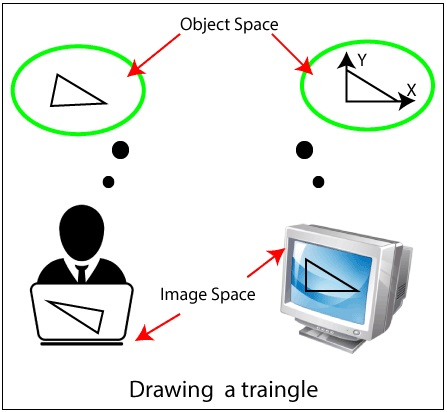 Object Space
Y
X
Image Space
Drawing a traingle